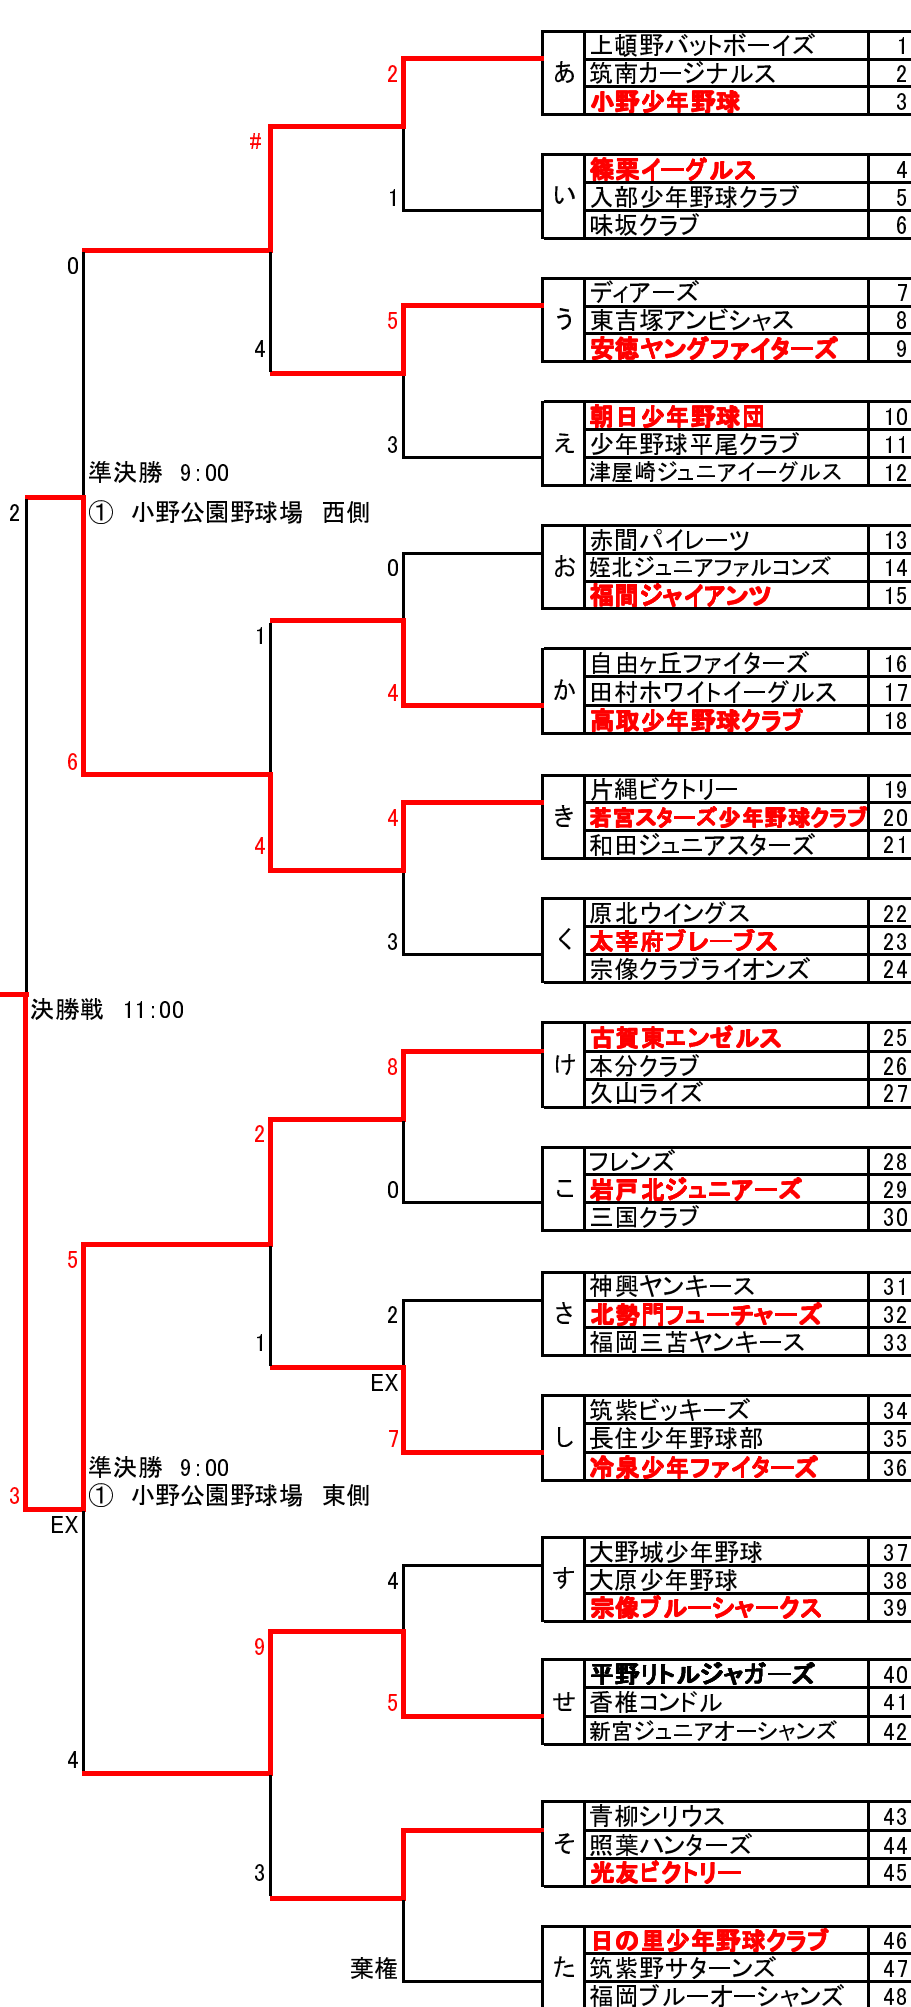 あ
上頓野バットボーイズ 1
筑南カージナルス 2
小野少年野球 3
2
#
い
篠栗イーグルス 4
入部少年野球クラブ 5
味坂クラブ 6
1
0
う
ディアーズ 7
東吉塚アンビシャス 8
安徳ヤングファイターズ 9
5
4
え
朝日少年野球団 10
少年野球平尾クラブ 11
津屋崎ジュニアイーグルス 12
3
準決勝 9:00
① 小野公園野球場 西側
2
お
赤間パイレーツ 13
姪北ジュニアファルコンズ 14
福間ジャイアンツ 15
0
1
か
自由ヶ丘ファイターズ 16
田村ホワイトイーグルス 17
高取少年野球クラブ 18
4
6
き
片縄ビクトリー 19
若宮スターズ少年野球クラブ 20
和田ジュニアスターズ 21
4
4
く
原北ウイングス 22
太宰府ブレーブス 23
宗像クラブライオンズ 24
3
決勝戦 11:00
け
古賀東エンゼルス 25
本分クラブ 26
久山ライズ 27
8
2
こ
フレンズ 28
岩戸北ジュニアーズ 29
三国クラブ 30
0
5
さ
神興ヤンキース 31
北勢門フューチャーズ 32
福岡三苫ヤンキース 33
2
1
EX
し
筑紫ビッキーズ 34
長住少年野球部 35
冷泉少年ファイターズ 36
7
準決勝 9:00
① 小野公園野球場 東側
3
EX
す
大野城少年野球 37
大原少年野球 38
宗像ブルーシャークス 39
4
9
せ
平野リトルジャガーズ 40
香椎コンドル 41
新宮ジュニアオーシャンズ 42
5
4
そ
青柳シリウス 43
照葉ハンターズ 44
光友ビクトリー 45
3
た
日の里少年野球クラブ 46
筑紫野サターンズ 47
福岡ブルーオーシャンズ 48
棄権